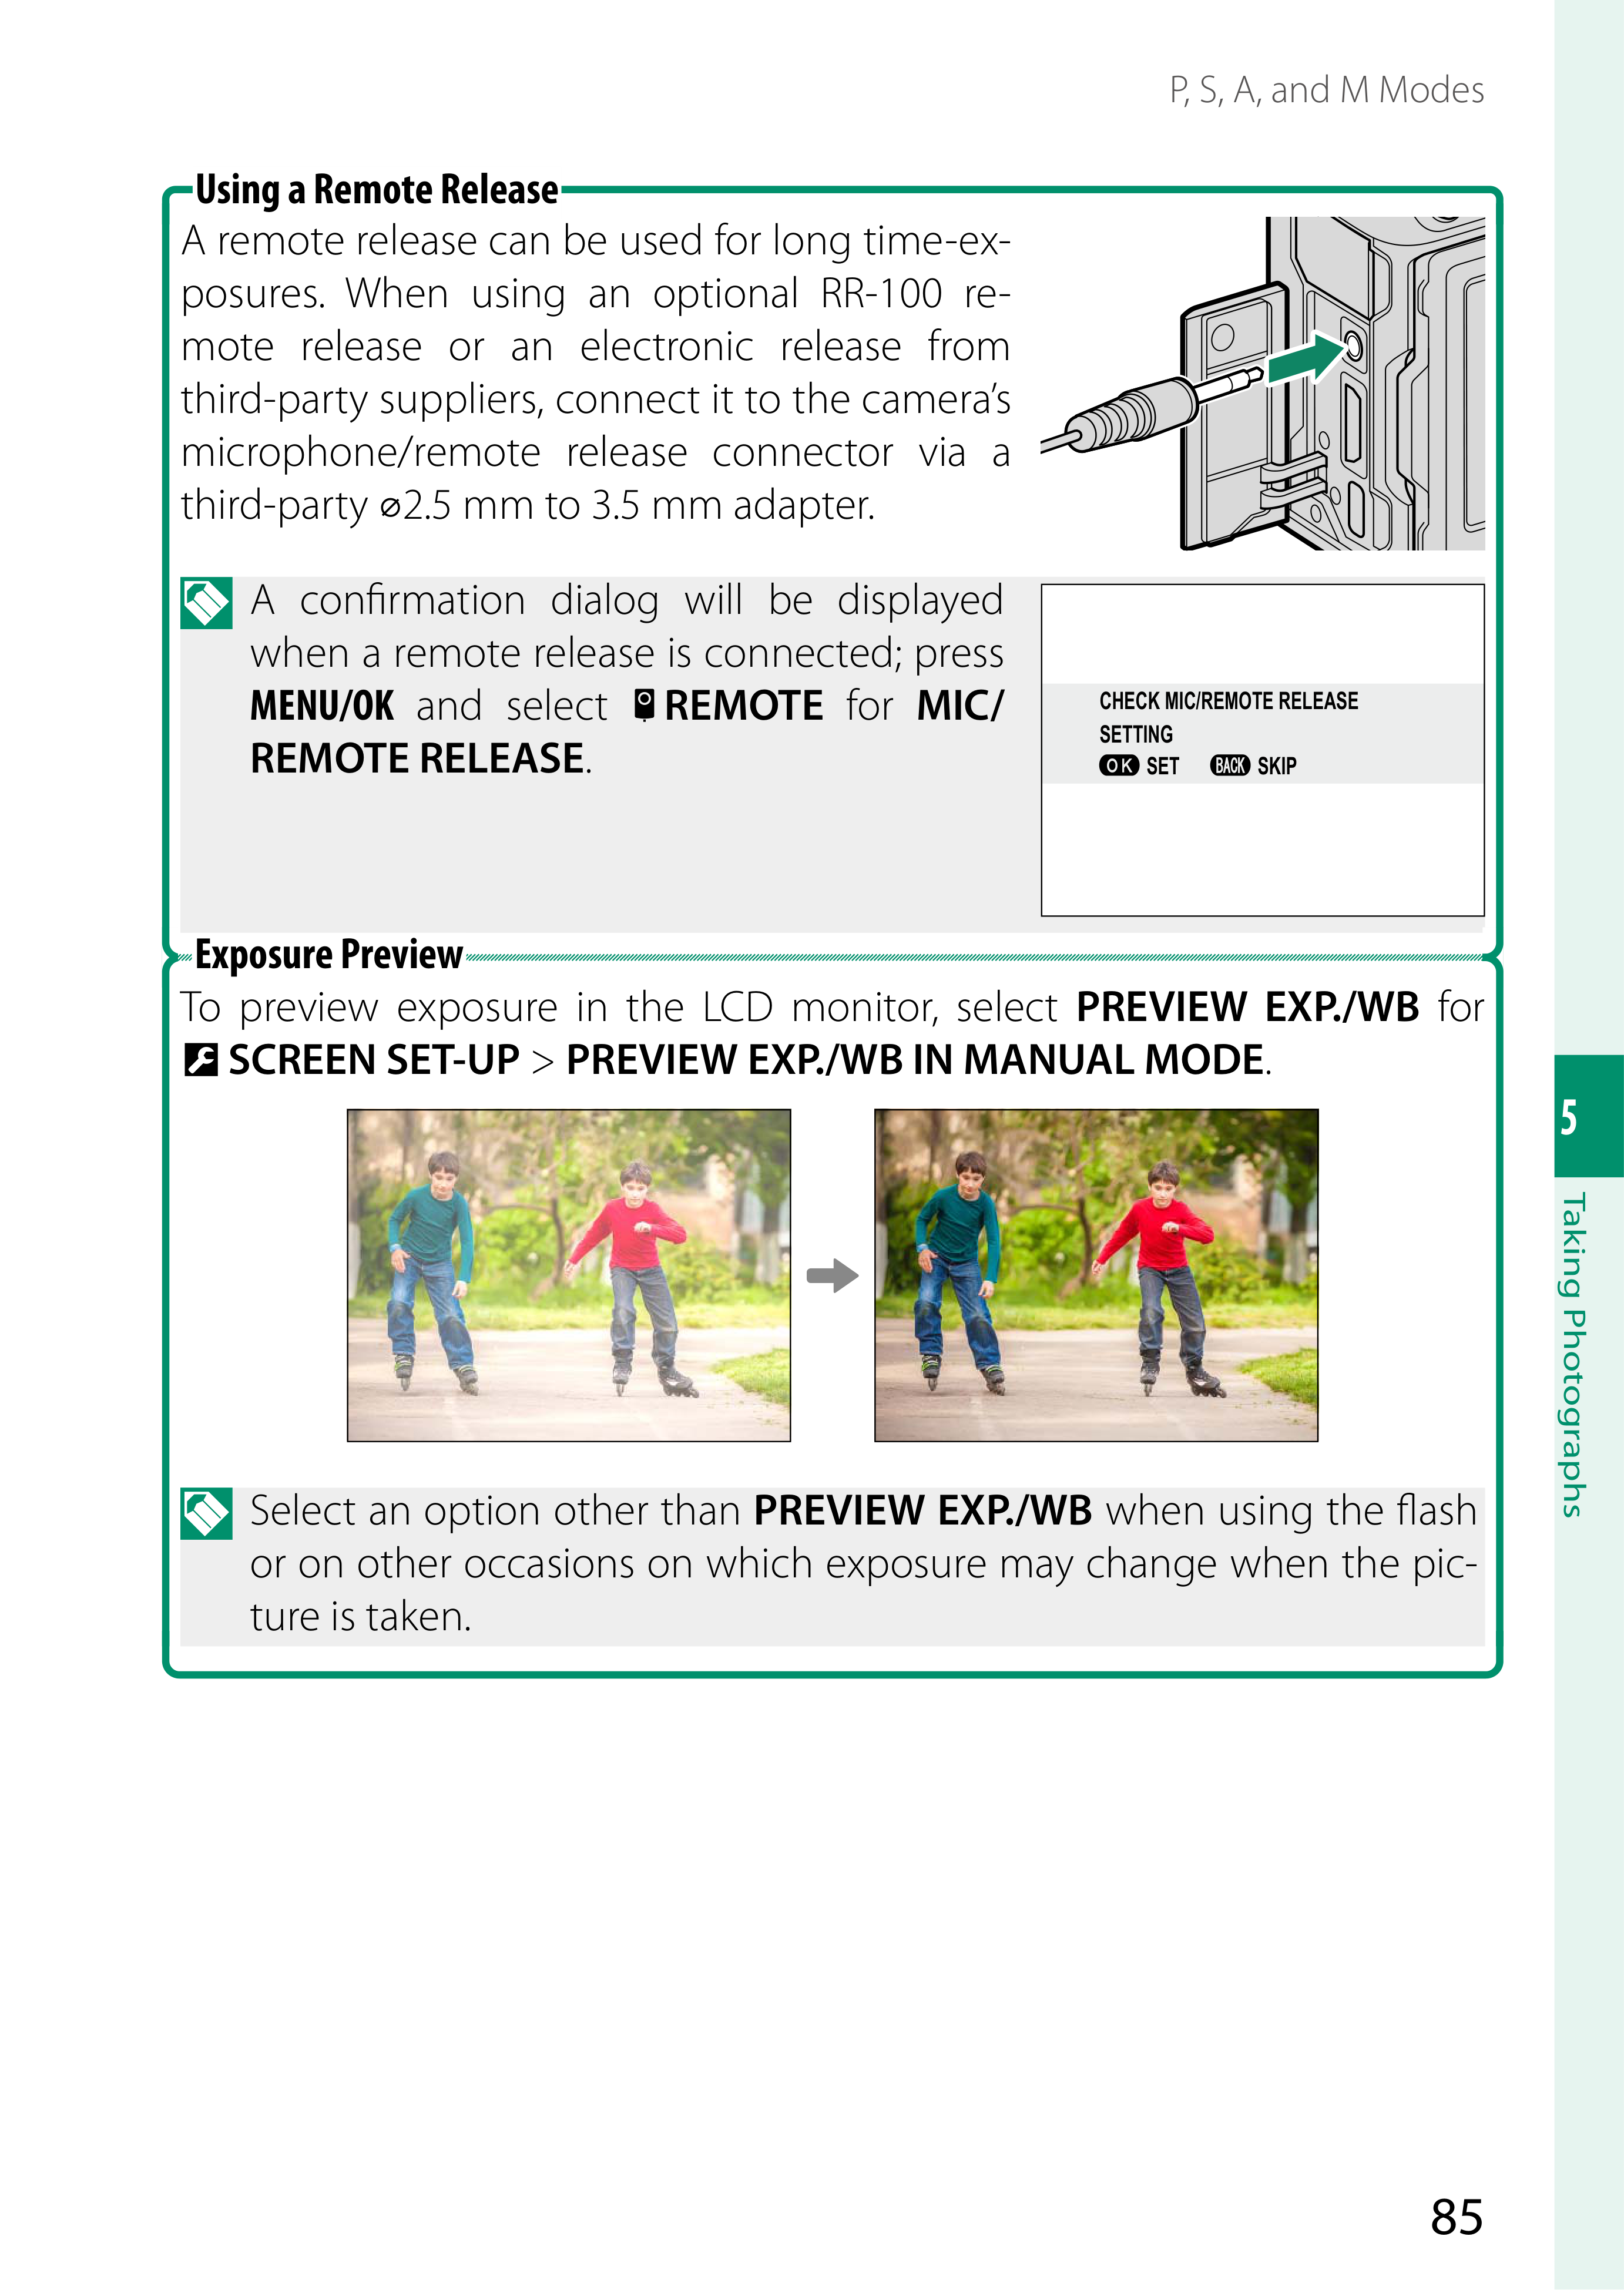 P, S, A, and M Modes
Using a Remote Release
A remote release can be used for long time-ex-
posures. When using an optional RR-100 re-
mote release or an electronic release from
third-party suppliers, connect it to the camera’s
microphone/remote release connector via a
third-party ⌀2.5 mm to 3.5 mm adapter.
A confirmation dialog will be displayed
when a remote release is connected; press
MENU/OK and select REMOTE for MIC/
REMOTE RELEASE.
CHECK MIC/REMOTE RELEASE
SETTING
OK SET BACK SKIP
Exposure Preview
To preview exposure in the LCD monitor, select PREVIEW EXP./WB for
SCREEN SET-UP > PREVIEW EXP./WB IN MANUAL MODE.
Select an option other than PREVIEW EXP./WB when using the flash
or on other occasions on which exposure may change when the pic-
ture is taken.
5
Taking Photographs
85